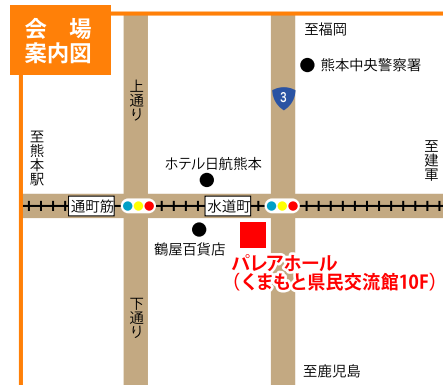 会場
案内図
至福岡
熊本中央警察署
3
上通り
至熊本駅
至建軍
ホテル日航熊本
通町筋
水道町
鶴屋百貨店
パレアホール
（くまもと県民交流館10F）
下通り
至鹿児島